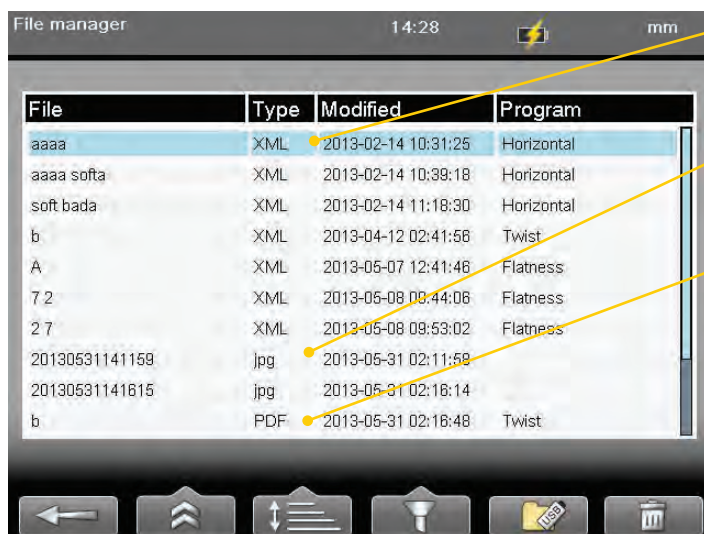 File manager 14:28 mm
File Type Modified Program
aaaa XML 2013-02-14 10:31:25 Horizontal
aaaa softa XML 2013-02-14 10:39:18 Horizontal
soft bada XML 2013-02-14 11:18:30 Horizontal
b XML 2013-04-12 02:41:56 Twist
A XML 2013-05-07 12:41:46 Flatness
7 2 XML 2013-05-08 09:44:06 Flatness
2 7 XML 2013-05-08 09:53:02 Flatness
20130531141159 jpg 2013-05-31 02:11:58
20130531141615 jpg 2013-05-31 02:16:14
b PDF 2013-05-31 02:16:48 Twist
USB